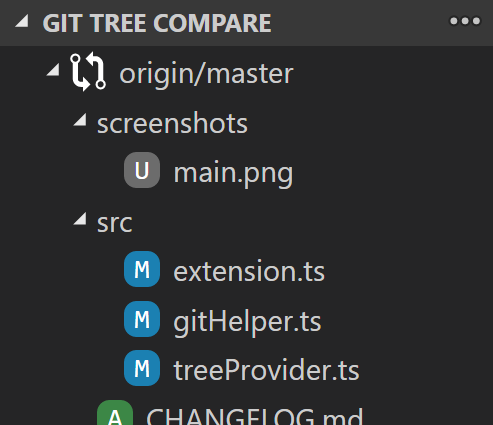 GIT TREE COMPARE
origin/master
screenshots
U main.png
src
M extension.ts
M gitHelper.ts
M treeProvider.ts
A CHANGELOG.md